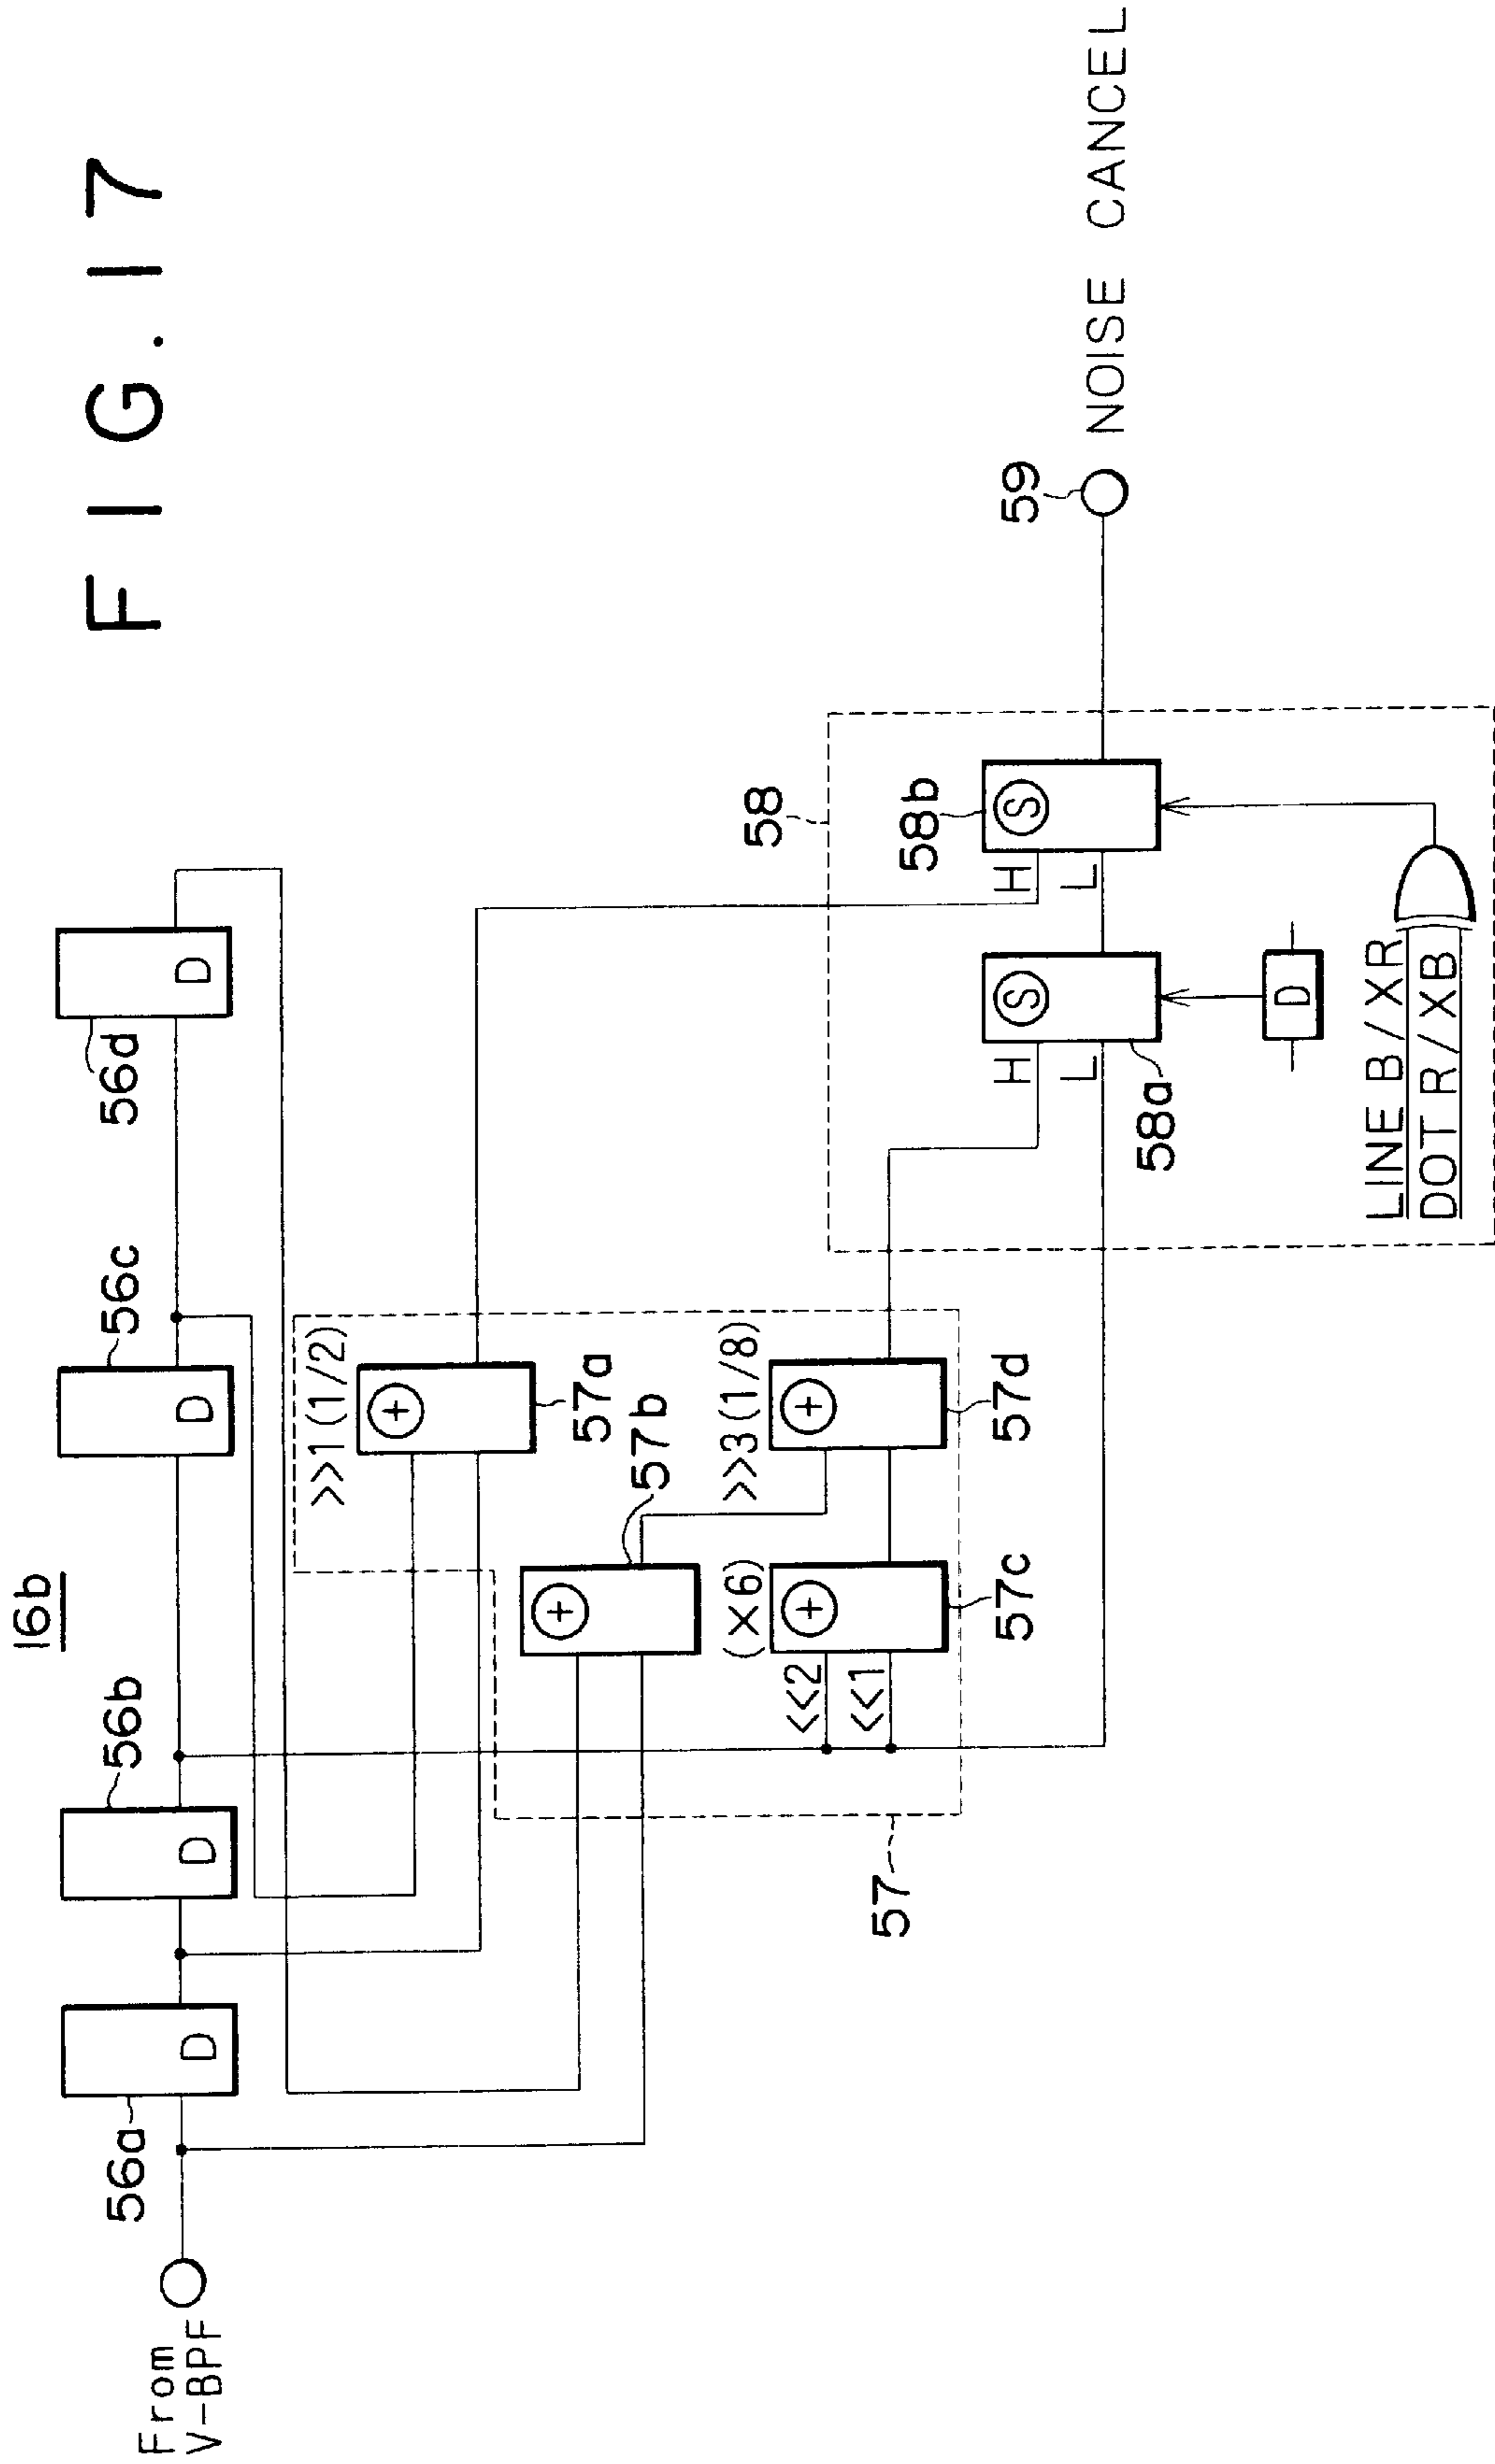 FIG.17
16b
56a
D
56b
D
56c
D
56d
D
From
V-BPF
>>1(1/2)
+
57a
57b
+
(×6)
<<2
<<1
+
57c
>>3(1/8)
+
57d
57
58
H
L
S
58a
D
H
L
S
58b
LINE B/XR
DOT R/XB
59
NOISE CANCEL